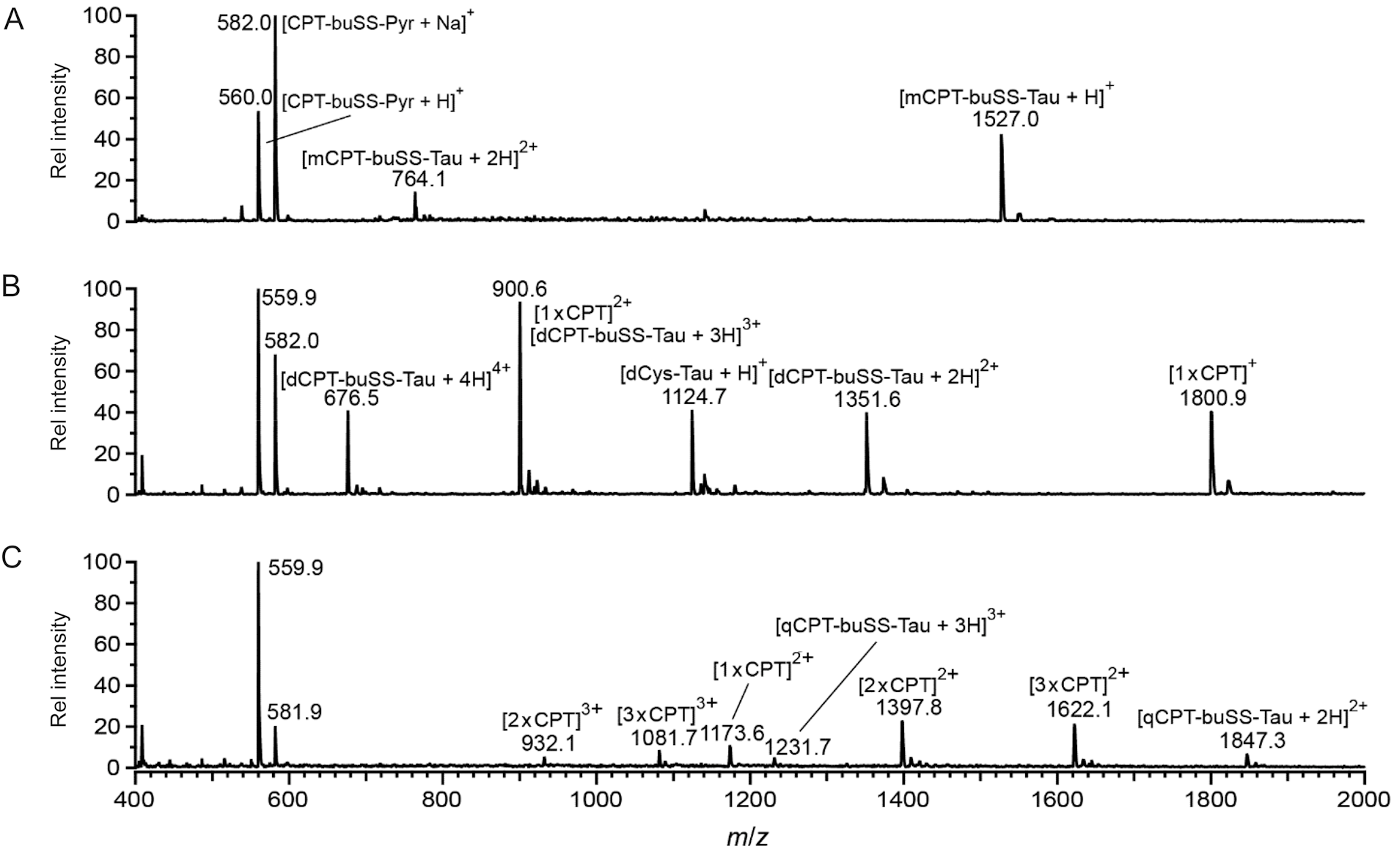 A
Rel intensity
100
80
60
40
20
0
582.0 [CPT-buSS-Pyr + Na]⁺
560.0 [CPT-buSS-Pyr + H]⁺
[mCPT-buSS-Tau + 2H]²⁺
764.1
[mCPT-buSS-Tau + H]⁺
1527.0
B
Rel intensity
100
80
60
40
20
0
559.9
582.0
[dCPT-buSS-Tau + 4H]⁴⁺
676.5
900.6
[1xCPT]²⁺
[dCPT-buSS-Tau + 3H]³⁺
[dCys-Tau + H]⁺
1124.7
[dCPT-buSS-Tau + 2H]²⁺
1351.6
[1xCPT]⁺
1800.9
C
Rel intensity
100
80
60
40
20
0
559.9
581.9
[2xCPT]³⁺
932.1
[3xCPT]³⁺
1081.7
[1xCPT]²⁺
1173.6
[qCPT-buSS-Tau + 3H]³⁺
1231.7
[2xCPT]²⁺
1397.8
[3xCPT]²⁺
1622.1
[qCPT-buSS-Tau + 2H]²⁺
1847.3
400 600 800 1000 1200 1400 1600 1800 2000
m/z